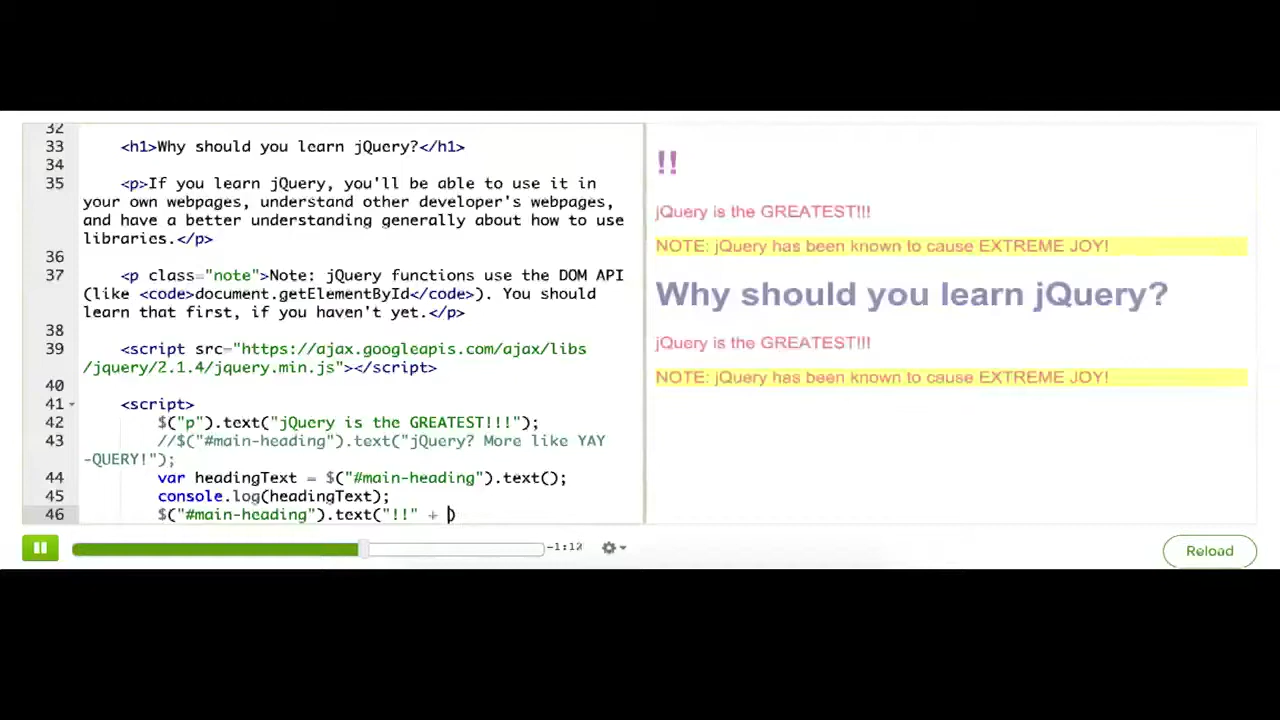 32
33 <h1>Why should you learn jQuery?</h1>
34
35 <p>If you learn jQuery, you'll be able to use it in
your own webpages, understand other developer's webpages,
and have a better understanding generally about how to use
libraries.</p>
36
37 <p class="note">Note: jQuery functions use the DOM API
(like <code>document.getElementById</code>). You should
learn that first, if you haven't yet.</p>
38
39 <script src="https://ajax.googleapis.com/ajax/libs
/jquery/2.1.4/jquery.min.js"></script>
40
41 <script>
42 $("p").text("jQuery is the GREATEST!!!");
43 //$("#main-heading").text("jQuery? More like YAY
-QUERY!");
44 var headingText = $("#main-heading").text();
45 console.log(headingText);
46 $("#main-heading").text("!!" + )
!!
jQuery is the GREATEST!!!
NOTE: jQuery has been known to cause EXTREME JOY!
Why should you learn jQuery?
jQuery is the GREATEST!!!
NOTE: jQuery has been known to cause EXTREME JOY!
-1:12
Reload